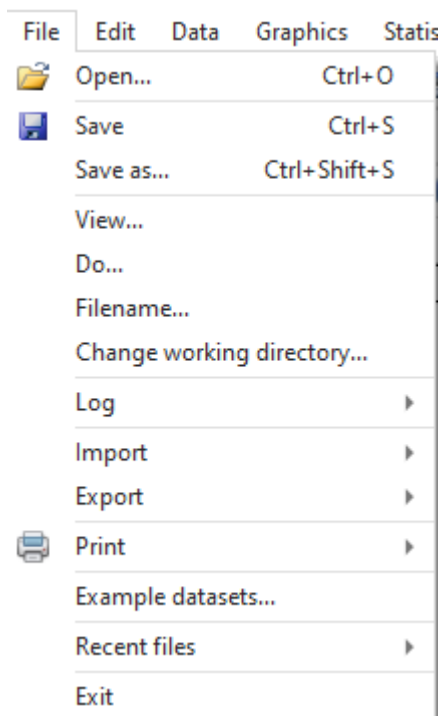 File Edit Data Graphics Statis
Open... Ctrl+O
Save Ctrl+S
Save as... Ctrl+Shift+S
View...
Do...
Filename...
Change working directory...
Log
Import
Export
Print
Example datasets...
Recent files
Exit